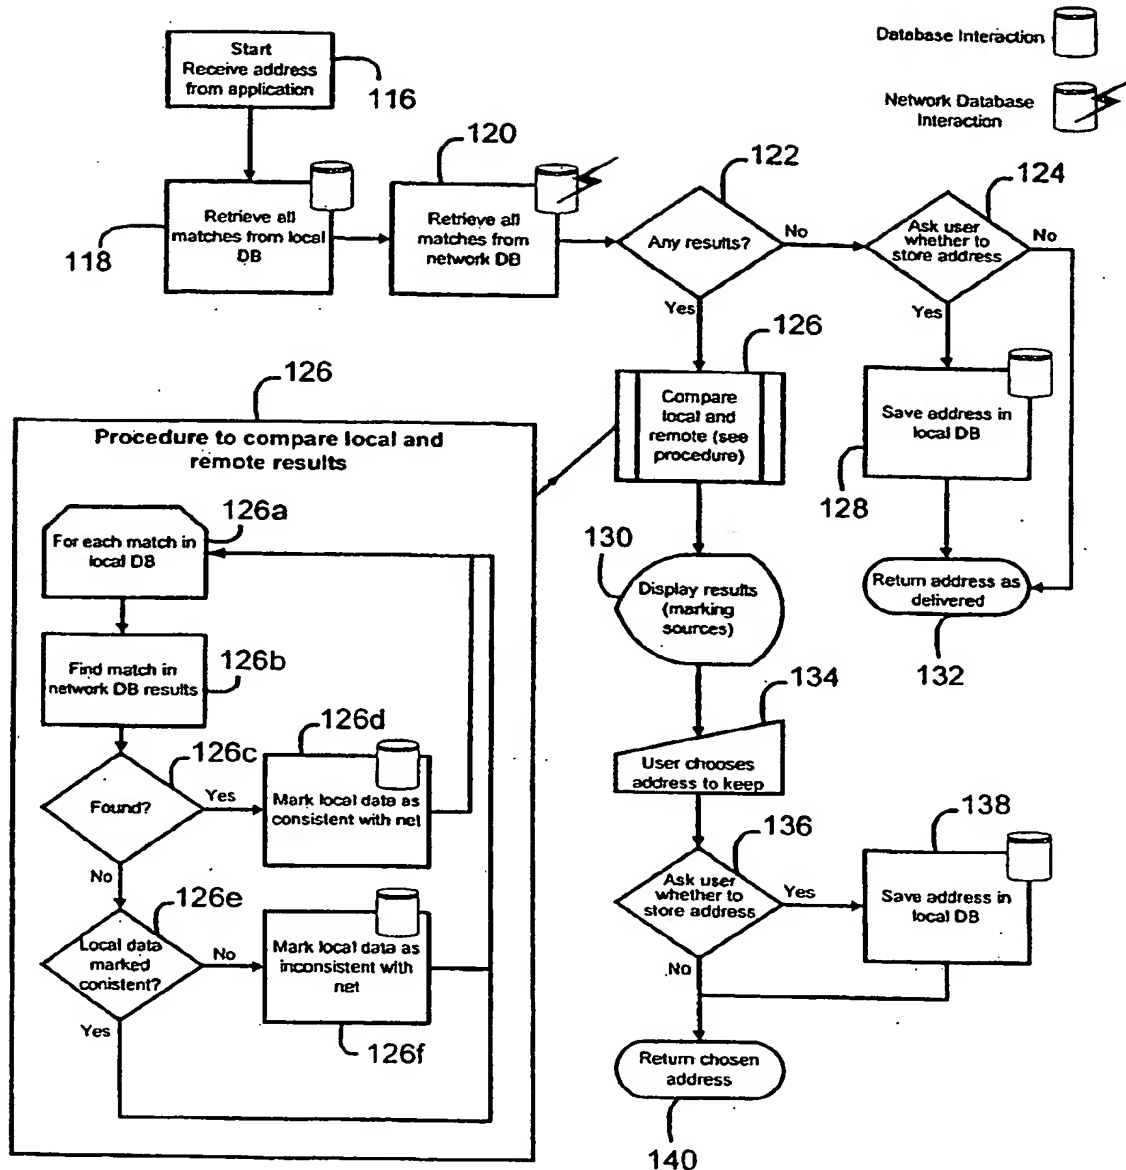 Start
Receive address
from application
116
Database Interaction
Network Database
Interaction
120
122
124
Retrieve all
matches from local
DB
118
Retrieve all
matches from
network DB
Any results?
No
Ask user
whether to
store address
No
Yes
Yes
126
126
Compare
local and
remote (see
procedure)
Save address in
local DB
128
Procedure to compare local and
remote results
126a
For each match in
local DB
130
Display results
(marking
sources)
Return address as
delivered
132
Find match in
network DB results
126b
134
User chooses
address to keep
126c
126d
Found?
Yes
Mark local data as
consistent with net
No
136
138
Ask user
whether to
store address
Yes
Save address in
local DB
126e
Local data
marked
conistent?
No
Mark local data as
inconsistent with
net
No
Yes
126f
Return chosen
address
140